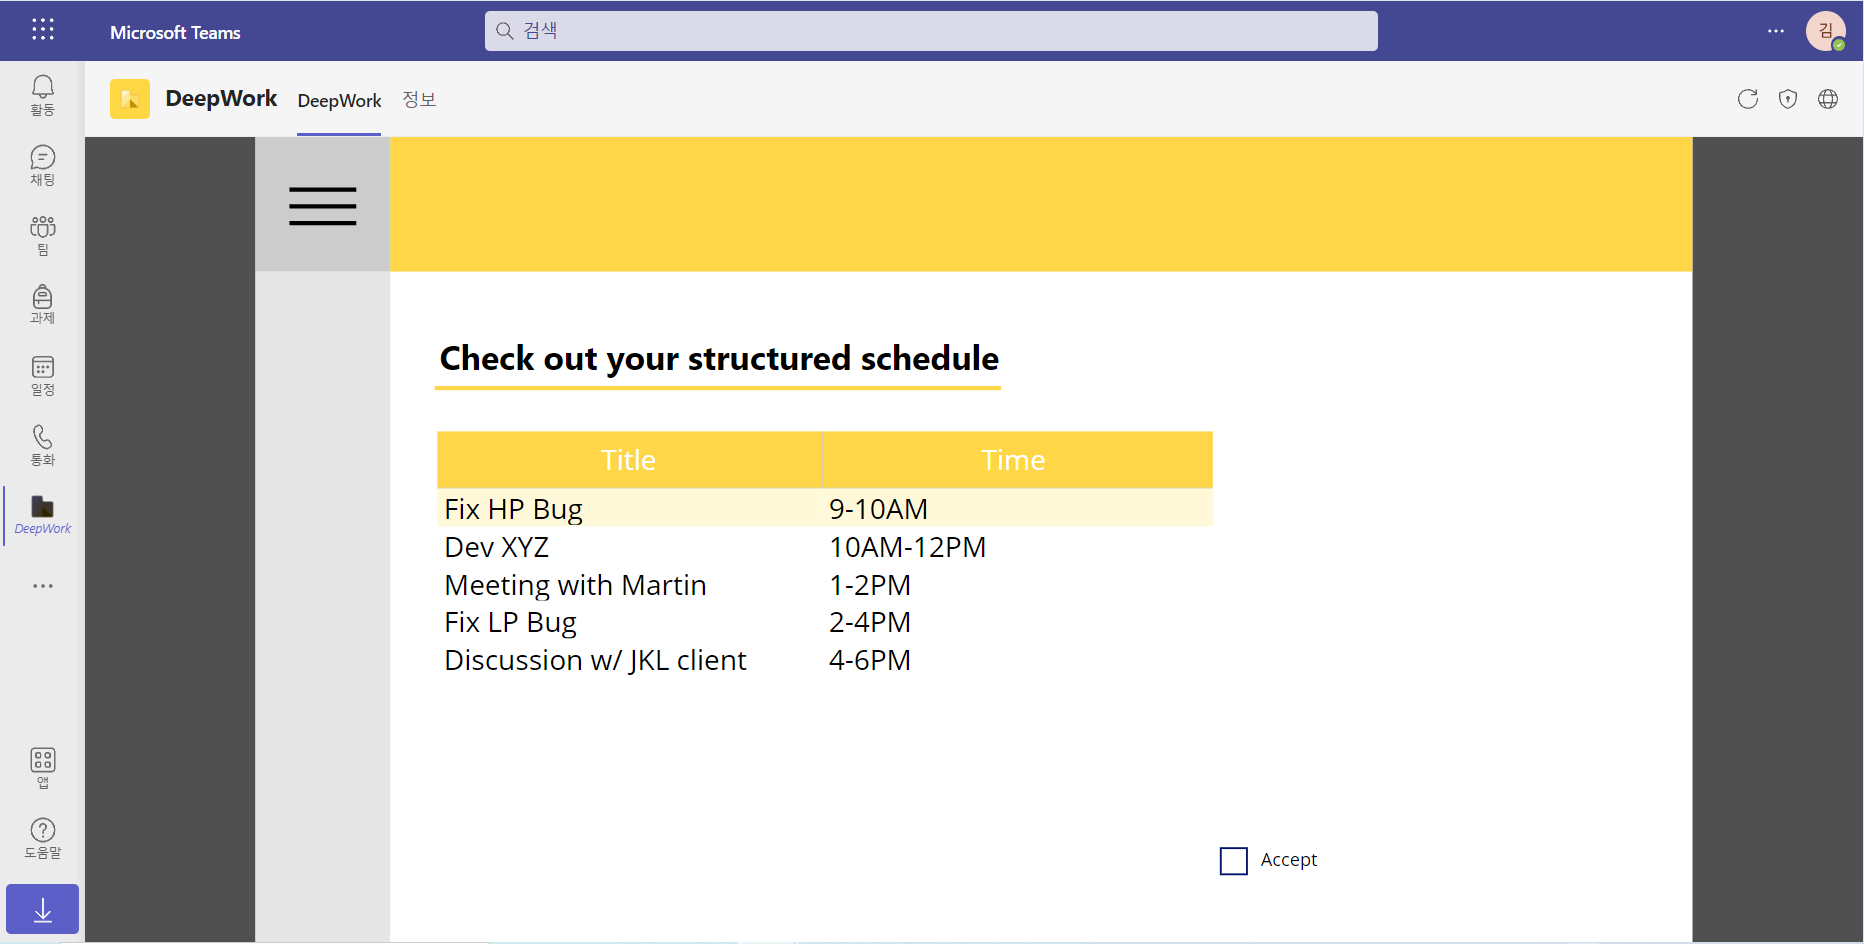 Microsoft Teams
검색
김
활동
채팅
팀
과제
일정
통화
DeepWork
앱
도움말
DeepWork DeepWork 정보
Check out your structured schedule
Title Time
Fix HP Bug 9-10AM
Dev XYZ 10AM-12PM
Meeting with Martin 1-2PM
Fix LP Bug 2-4PM
Discussion w/ JKL client 4-6PM
Accept